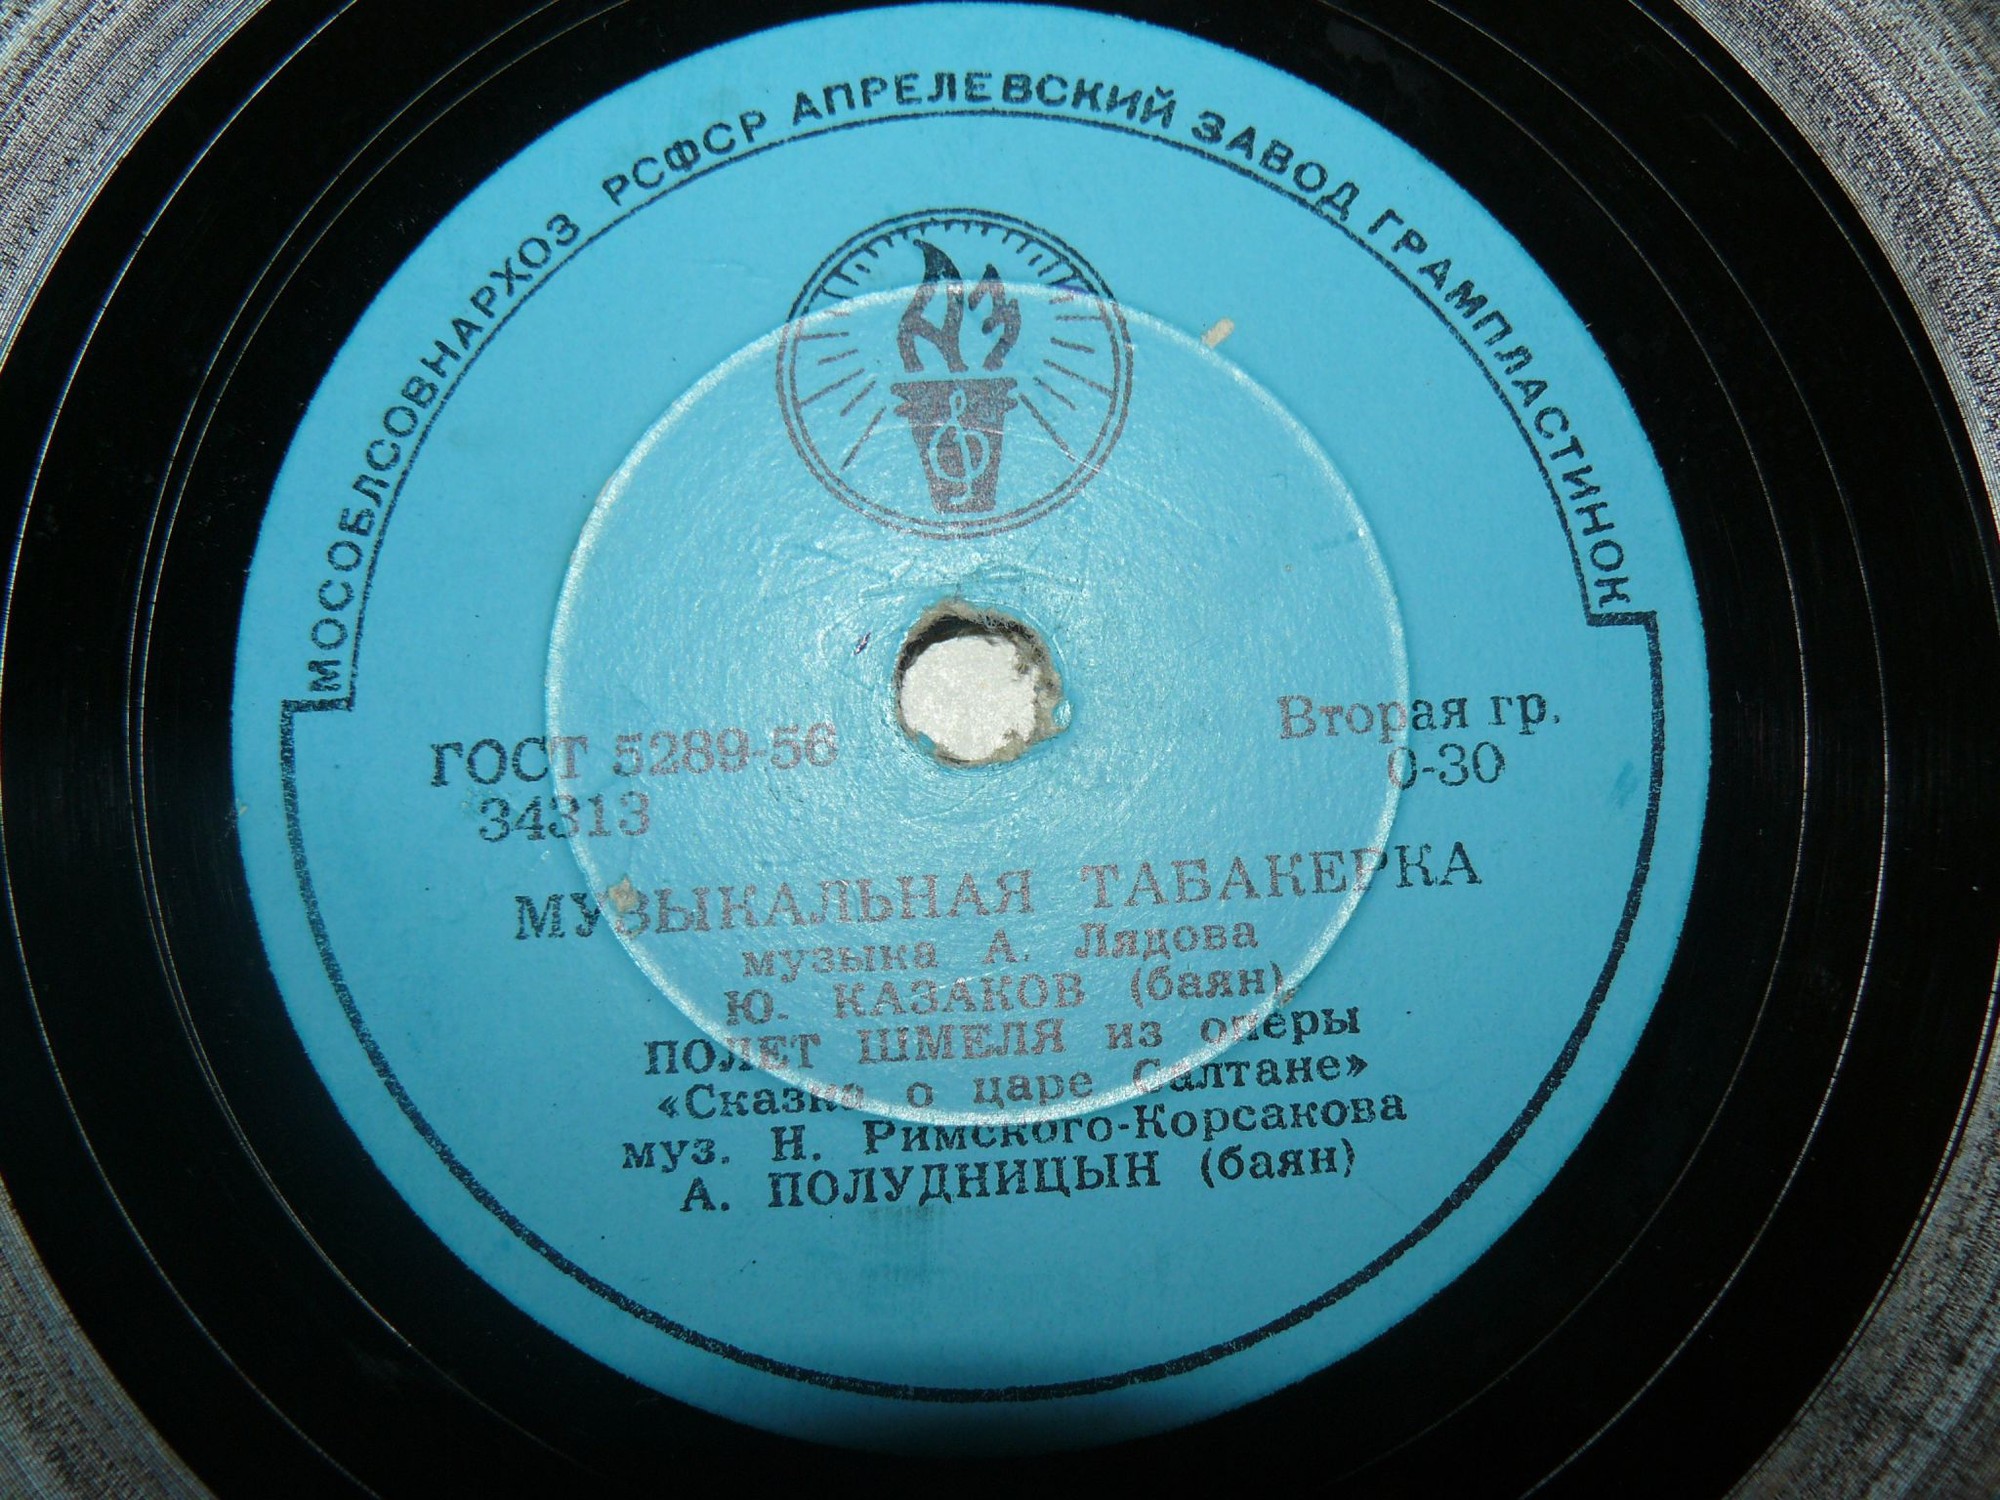 МОСОБЛСОВНАРХОЗ РСФСР АПРЕЛЕВСКИЙ ЗАВОД ГРАМПЛАСТИНОК
АЗ
ГОСТ 5289-56
34313
Вторая гр.
0-30
МУЗЫКАЛЬНАЯ ТАБАКЕРКА
музыка А. Лядова
Ю. КАЗАКОВ (баян)
ПОЛЕТ ШМЕЛЯ из оперы
«Сказка о царе Салтане»
муз. Н. Римского-Корсакова
А. ПОЛУДНИЦЫН (баян)